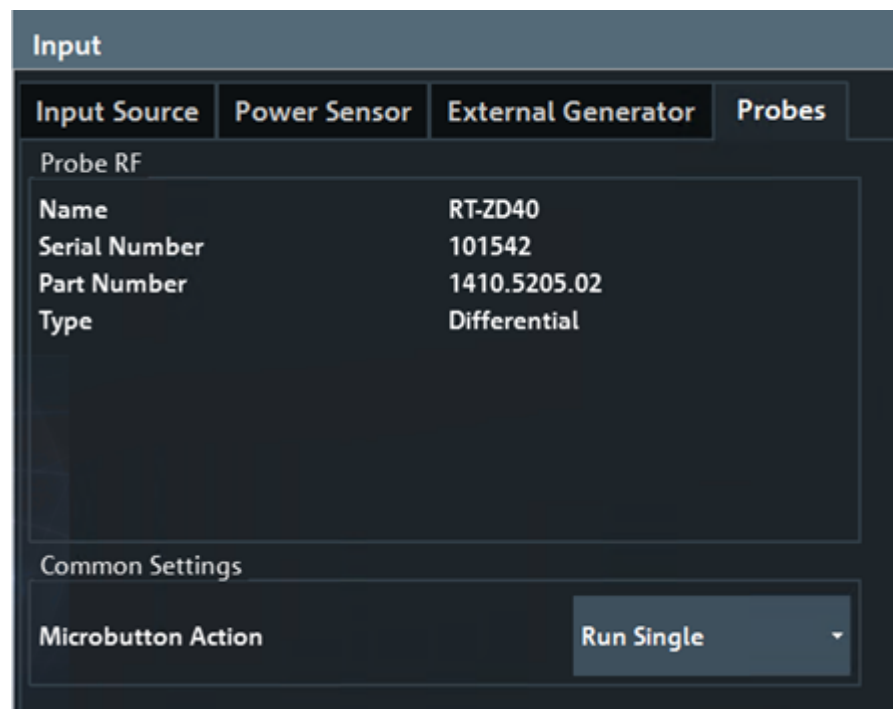 Input
Input Source Power Sensor External Generator Probes
Probe RF
Name RT-ZD40
Serial Number 101542
Part Number 1410.5205.02
Type Differential
Common Settings
Microbutton Action Run Single